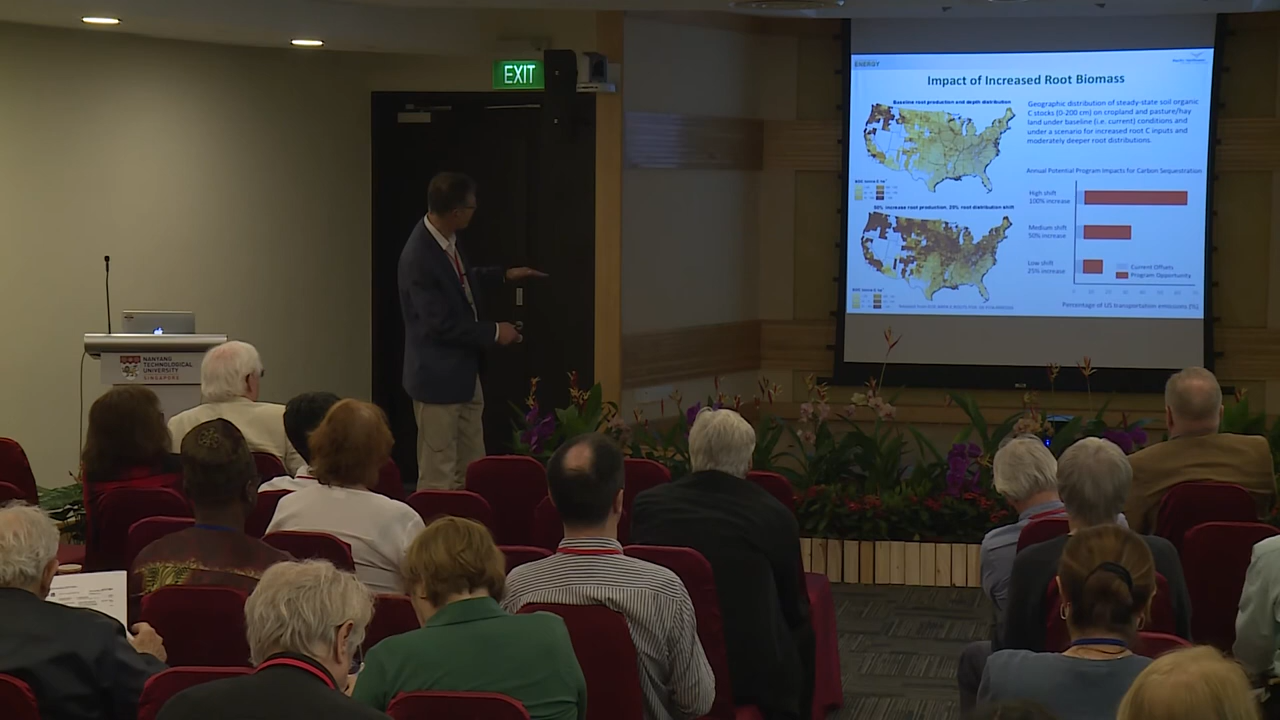 EXIT
ENERGY
Pacific Northwest
Impact of Increased Root Biomass
Baseline root production and depth distribution
Geographic distribution of steady-state soil organic
C stocks (0-200 cm) on cropland and pasture/hay
land under baseline (i.e. current) conditions and
under a scenario for increased root C inputs and
moderately deeper root distributions.
Annual Potential Program Impacts for Carbon Sequestration
High shift
100% increase
50% increase root production, 25% root distribution shift
Medium shift
50% increase
Low shift
25% increase
Current Offsets
Program Opportunity
Percentage of US transportation emissions (%)
NANYANG
TECHNOLOGICAL
UNIVERSITY
SINGAPORE